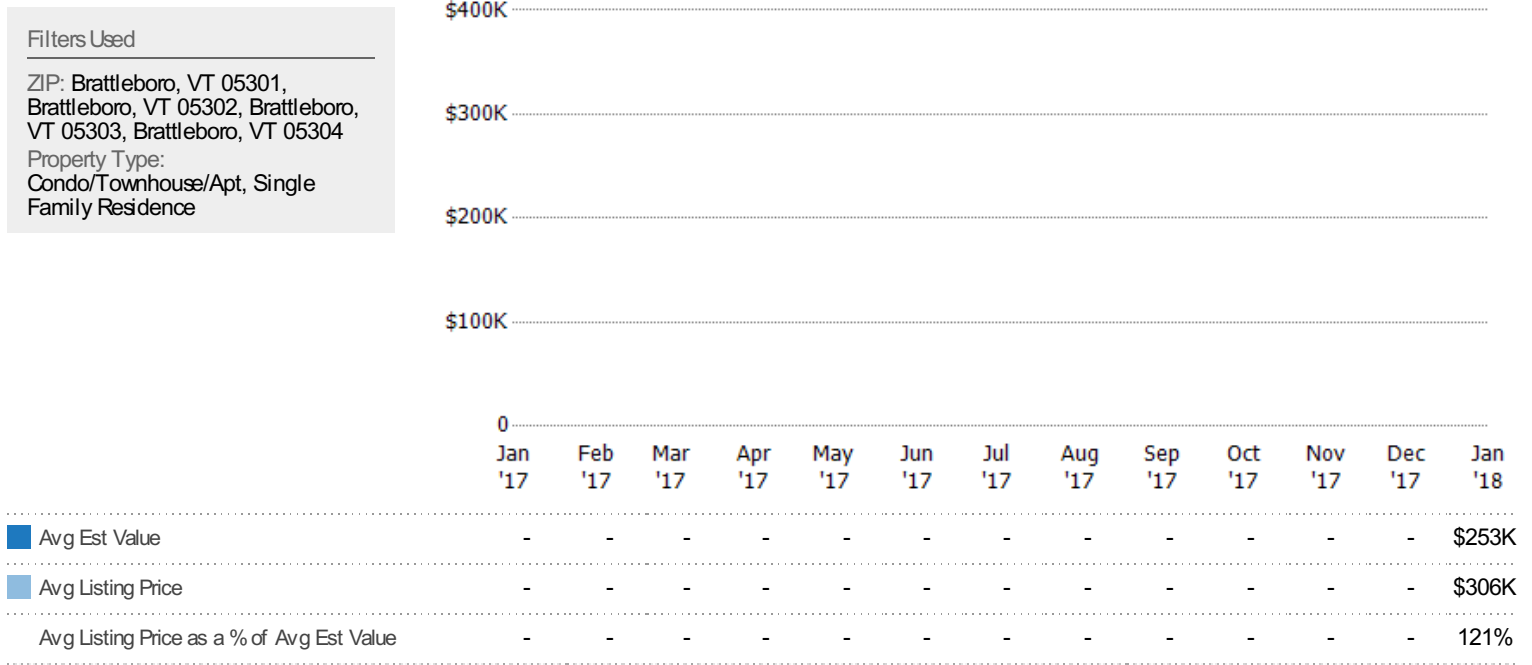 Filters Used
ZIP: Brattleboro, VT 05301,
Brattleboro, VT 05302, Brattleboro,
VT 05303, Brattleboro, VT 05304
Property Type:
Condo/Townhouse/Apt, Single
Family Residence
$400K
$300K
$200K
$100K
0
Jan Feb Mar Apr May Jun Jul Aug Sep Oct Nov Dec Jan
'17 '17 '17 '17 '17 '17 '17 '17 '17 '17 '17 '17 '18
Avg Est Value - - - - - - - - - - - - $253K
Avg Listing Price - - - - - - - - - - - - $306K
Avg Listing Price as a % of Avg Est Value - - - - - - - - - - - - 121%